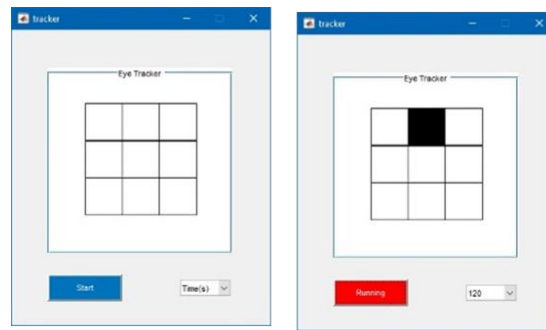 tracker
Eye Tracker
Start
Time(s)
tracker
Eye Tracker
Running
120